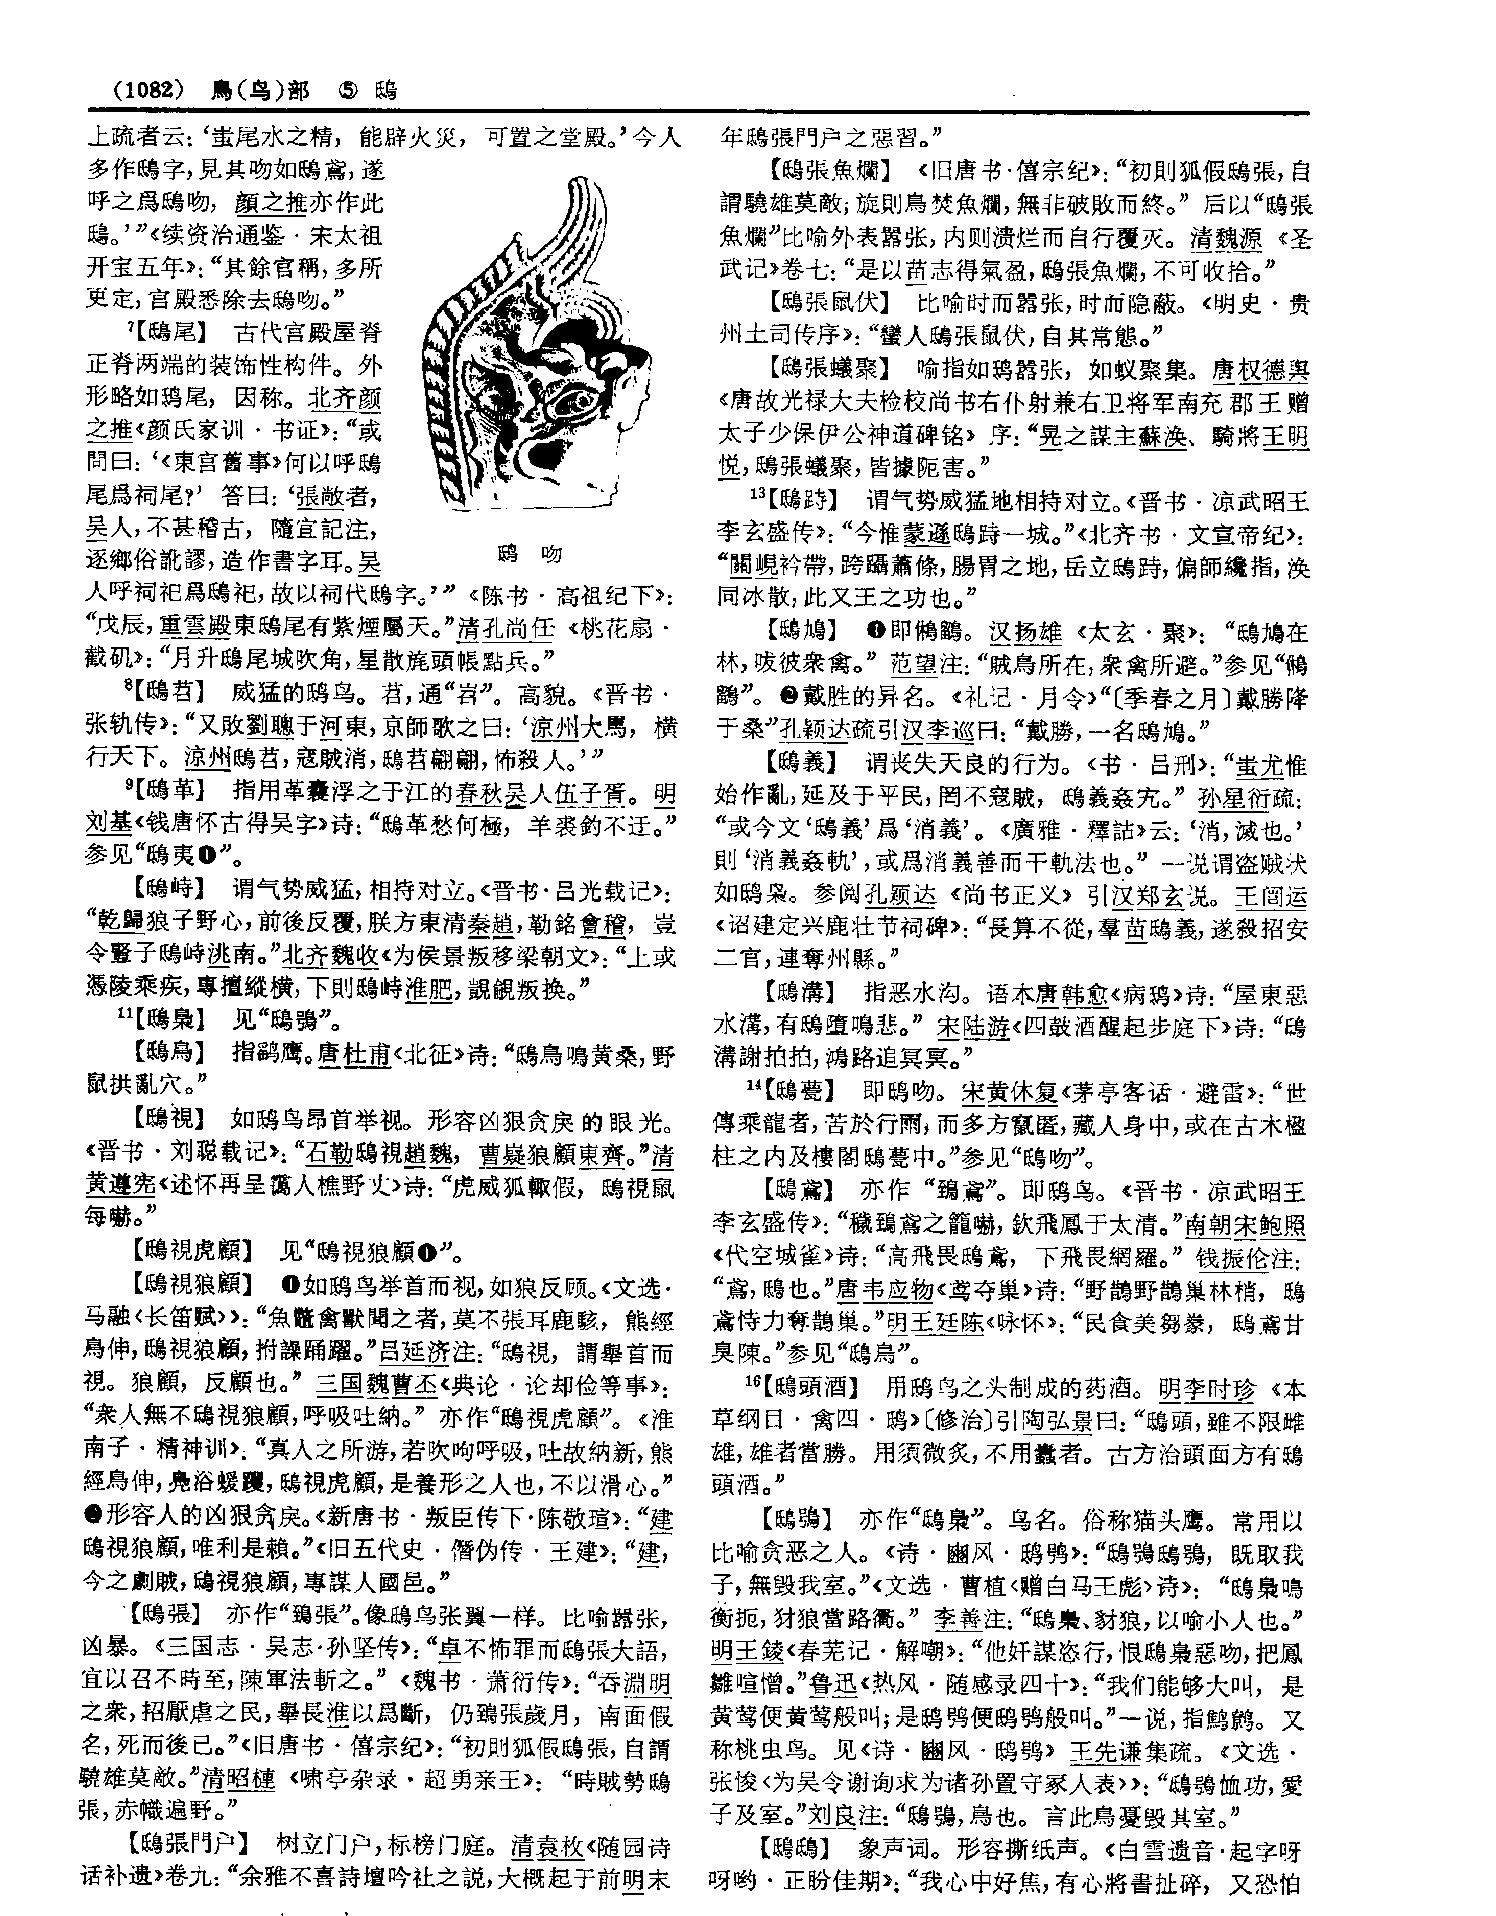 (1082) 鳥(鸟)部 ⑤ 鴟
上疏者云：‘蚩尾水之精，能辟火災，可置之堂殿。’今人
多作鴟字，見其吻如鴟鳶，遂
呼之爲鴟吻，顔之推亦作此
鴟。’”《续资治通鉴·宋太祖
开宝五年》：“其餘官稱，多所
更定，宫殿悉除去鴟吻。”
⁷【鴟尾】 古代宫殿屋脊
正脊两端的装饰性构件。外
形略如鸱尾，因称。北齐颜
之推《颜氏家训·书证》：“或
問曰：‘《東宫舊事》何以呼鴟
尾爲祠尾？’答曰：‘張敞者，
吴人，不甚稽古，隨宜記注，
逐鄉俗訛謬，造作書字耳。吴
鸱 吻
人呼祠祀爲鴟祀，故以祠代鴟字。’”《陈书·高祖纪下》：
“戊辰，重雲殿東鴟尾有紫煙屬天。”清孔尚任《桃花扇·
截矶》：“月升鴟尾城吹角，星散旄頭帳點兵。”
⁸【鴟苕】 威猛的鸱鸟。苕，通“岧”。高貌。《晋书·
张轨传》：“又敗劉聰于河東，京師歌之曰：‘涼州大馬，横
行天下。涼州鴟苕，寇賊消，鴟苕翩翩，怖殺人。’”
⁹【鴟革】 指用革囊浮之于江的春秋吴人伍子胥。明
刘基《钱唐怀古得吴字》诗：“鴟革愁何極，羊裘釣不迂。”
参见“鴟夷❶”。
【鴟峙】 谓气势威猛，相持对立。《晋书·吕光载记》：
“乾歸狼子野心，前後反覆，朕方東清秦趙，勒銘會稽，豈
令豎子鴟峙洮南。”北齐魏收《为侯景叛移梁朝文》：“上或
憑陵乘疾，專擅縱横，下則鴟峙淮肥，覬覦叛换。”
¹¹【鴟梟】 见“鴟鴞”。
【鴟鳥】 指鹞鹰。唐杜甫《北征》诗：“鴟鳥鳴黄桑，野
鼠拱亂穴。”
【鴟視】 如鸱鸟昂首举视。形容凶狠贪戾的眼光。
《晋书·刘聪载记》：“石勒鴟視趙魏，曹嶷狼顧東齊。”清
黄遵宪《述怀再呈霭人樵野丈》诗：“虎威狐輒假，鴟視鼠
每嚇。”
【鴟視虎顧】 见“鴟視狼顧❶”。
【鴟視狼顧】 ❶如鸱鸟举首而视，如狼反顾。《文选·
马融〈长笛赋〉》：“魚鼈禽獸聞之者，莫不張耳鹿駭，熊經
鳥伸，鴟視狼顧，拊譟踊躍。”吕延济注：“鴟視，謂舉首而
視。狼顧，反顧也。”三国魏曹丕《典论·论却俭等事》：
“衆人無不鴟視狼顧，呼吸吐納。”亦作“鴟視虎顧”。《淮
南子·精神训》：“真人之所游，若吹呴呼吸，吐故納新，熊
經鳥伸，鳧浴蝯躩，鴟視虎顧，是養形之人也，不以滑心。”
❷形容人的凶狠贪戾。《新唐书·叛臣传下·陈敬瑄》：“建
鴟視狼顧，唯利是賴。”《旧五代史·僭伪传·王建》：“建，
今之劇賊，鴟視狼顧，專謀人國邑。”
【鴟張】 亦作“鵄張”。像鸱鸟张翼一样。比喻嚣张，
凶暴。《三国志·吴志·孙坚传》：“卓不怖罪而鴟張大語，
宜以召不時至，陳軍法斬之。”《魏书·萧衍传》：“吞淵明
之衆，招厭虐之民，舉長淮以爲斷，仍鵄張歲月，南面假
名，死而後已。”《旧唐书·僖宗纪》：“初則狐假鴟張，自謂
驍雄莫敵。”清昭槤《啸亭杂录·超勇亲王》：“時賊勢鴟
張，赤幟遍野。”
【鴟張門户】 树立门户，标榜门庭。清袁枚《随园诗
话补遗》卷九：“余雅不喜詩壇吟社之説，大概起于前明末
年鴟張門户之惡習。”
【鴟張魚爛】 《旧唐书·僖宗纪》：“初則狐假鴟張，自
謂驍雄莫敵；旋則鳥焚魚爛，無非破敗而終。”后以“鴟張
魚爛”比喻外表嚣张，内则溃烂而自行覆灭。清魏源《圣
武记》卷七：“是以苗志得氣盈，鴟張魚爛，不可收拾。”
【鴟張鼠伏】 比喻时而嚣张，时而隐蔽。《明史·贵
州土司传序》：“蠻人鴟張鼠伏，自其常態。”
【鴟張蟻聚】 喻指如鸱嚣张，如蚁聚集。唐权德舆
《唐故光禄大夫检校尚书右仆射兼右卫将军南充郡王赠
太子少保伊公神道碑铭》序：“晃之謀主蘇渙、騎將王明
悦，鴟張蟻聚，皆據阨害。”
¹³【鴟跱】 谓气势威猛地相持对立。《晋书·凉武昭王
李玄盛传》：“今惟蒙遜鴟跱一城。”《北齐书·文宣帝纪》：
“關峴衿帶，跨躡蕭條，腸胃之地，岳立鴟跱，偏師纔指，涣
同冰散；此又王之功也。”
【鴟鳩】 ❶即鵂鶹。汉扬雄《太玄·聚》：“鴟鳩在
林，咙彼衆禽。”范望注：“賊鳥所在，衆禽所避。”参见“鵂
鶹”。❷戴胜的异名。《礼记·月令》“〔季春之月〕戴勝降
于桑”孔颖达疏引汉李巡曰：“戴勝，一名鴟鳩。”
【鴟義】 谓丧失天良的行为。《书·吕刑》：“蚩尤惟
始作亂，延及于平民，罔不寇賊，鴟義姦宄。”孙星衍疏：
“或今文‘鴟義’爲‘消義’。《廣雅·釋詁》云：‘消，滅也。’
則‘消義姦軌’，或爲消義善而干軌法也。”一说谓盗贼状
如鸱枭。参阅孔颖达《尚书正义》引汉郑玄说。王闿运
《诏建定兴鹿壮节祠碑》：“長算不從，羣苗鴟義，遂殺招安
二官，連奪州縣。”
【鴟溝】 指恶水沟。语本唐韩愈《病鸱》诗：“屋東惡
水溝，有鴟墮鳴悲。”宋陆游《四鼓酒醒起步庭下》诗：“鴟
溝謝拍拍，鴻路追冥冥。”
¹⁴【鴟甍】 即鸱吻。宋黄休复《茅亭客话·避雷》：“世
傳乘龍者，苦於行雨，而多方竄匿，藏人身中，或在古木楹
柱之内及樓閣鴟甍中。”参见“鴟吻”。
【鴟鳶】 亦作“鵄鳶”。即鸱鸟。《晋书·凉武昭王
李玄盛传》：“穢鵄鳶之籠嚇，欽飛鳳于太清。”南朝宋鲍照
《代空城雀》诗：“高飛畏鴟鳶，下飛畏網羅。”钱振伦注：
“鳶，鴟也。”唐韦应物《鸢夺巢》诗：“野鵲野鵲巢林梢，鴟
鳶恃力奪鵲巢。”明王廷陈《咏怀》：“民食美芻豢，鴟鳶甘
臭陳。”参见“鴟鳥”。
¹⁶【鴟頭酒】 用鸱鸟之头制成的药酒。明李时珍《本
草纲目·禽四·鸱》〔修治〕引陶弘景曰：“鴟頭，雖不限雌
雄，雄者當勝。用須微炙，不用蠹者。古方治頭面方有鴟
頭酒。”
【鴟鴞】 亦作“鴟梟”。鸟名。俗称猫头鹰。常用以
比喻贪恶之人。《诗·豳风·鸱鸮》：“鴟鴞鴟鴞，既取我
子，無毁我室。”《文选·曹植〈赠白马王彪〉诗》：“鴟梟鳴
衡扼，豺狼當路衢。”李善注：“鴟梟、豺狼，以喻小人也。”
明王錂《春芜记·解嘲》：“他奸謀恣行，恨鴟梟惡吻，把鳳
雛喧憎。”鲁迅《热风·随感录四十》：“我们能够大叫，是
黄莺便黄莺般叫；是鸱鸮便鸱鸮般叫。”一说，指鹪鹩。又
称桃虫鸟。见《诗·豳风·鸱鸮》王先谦集疏。《文选·
张悛〈为吴令谢询求为诸孙置守冢人表〉》：“鴟鴞恤功，愛
子及室。”刘良注：“鴟鴞，鳥也。言此鳥憂毁其室。”
【鴟鴟】 象声词。形容撕纸声。《白雪遗音·起字呀
呀哟·正盼佳期》：“我心中好焦，有心將書扯碎，又恐怕